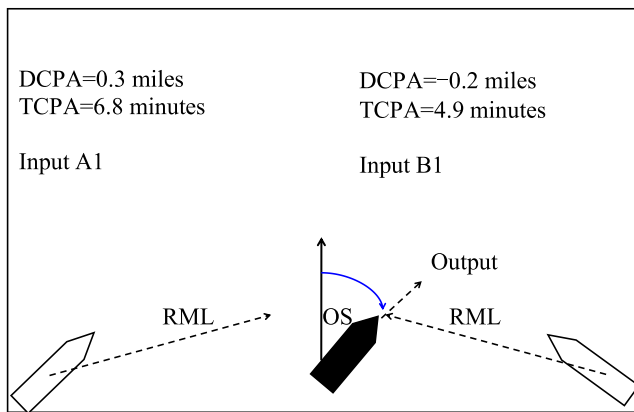 DCPA=0.3 miles
TCPA=6.8 minutes
Input A1
DCPA=−0.2 miles
TCPA=4.9 minutes
Input B1
Output
RML
OS
RML